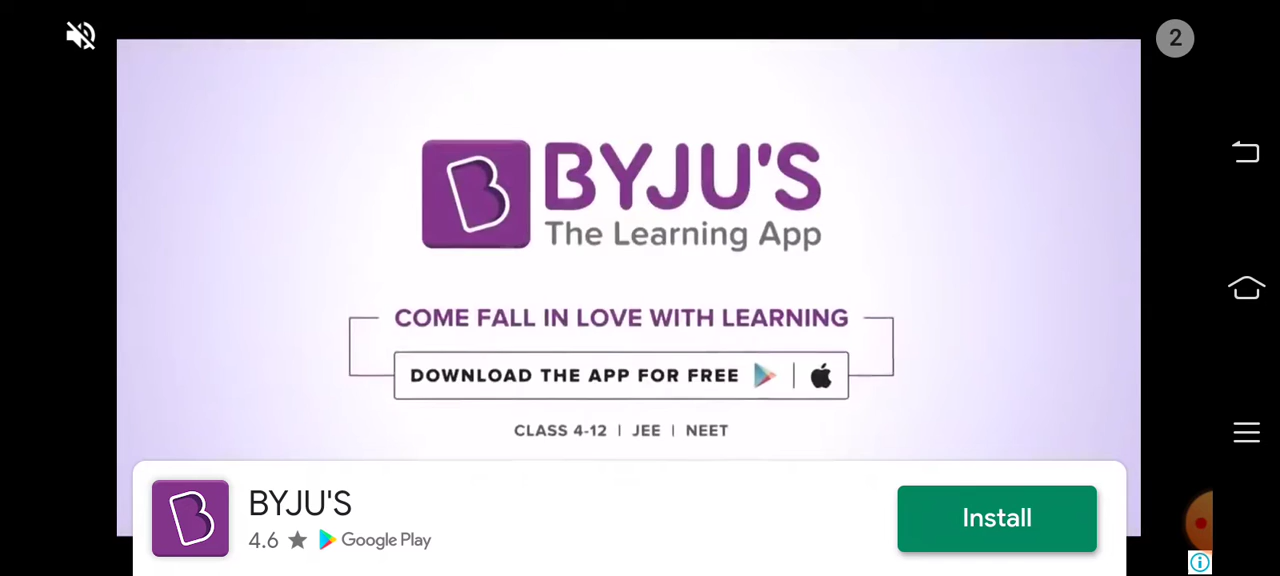 2
BYJU'S
The Learning App
COME FALL IN LOVE WITH LEARNING
DOWNLOAD THE APP FOR FREE
CLASS 4-12 | JEE | NEET
BYJU'S
4.6 ★ Google Play
Install